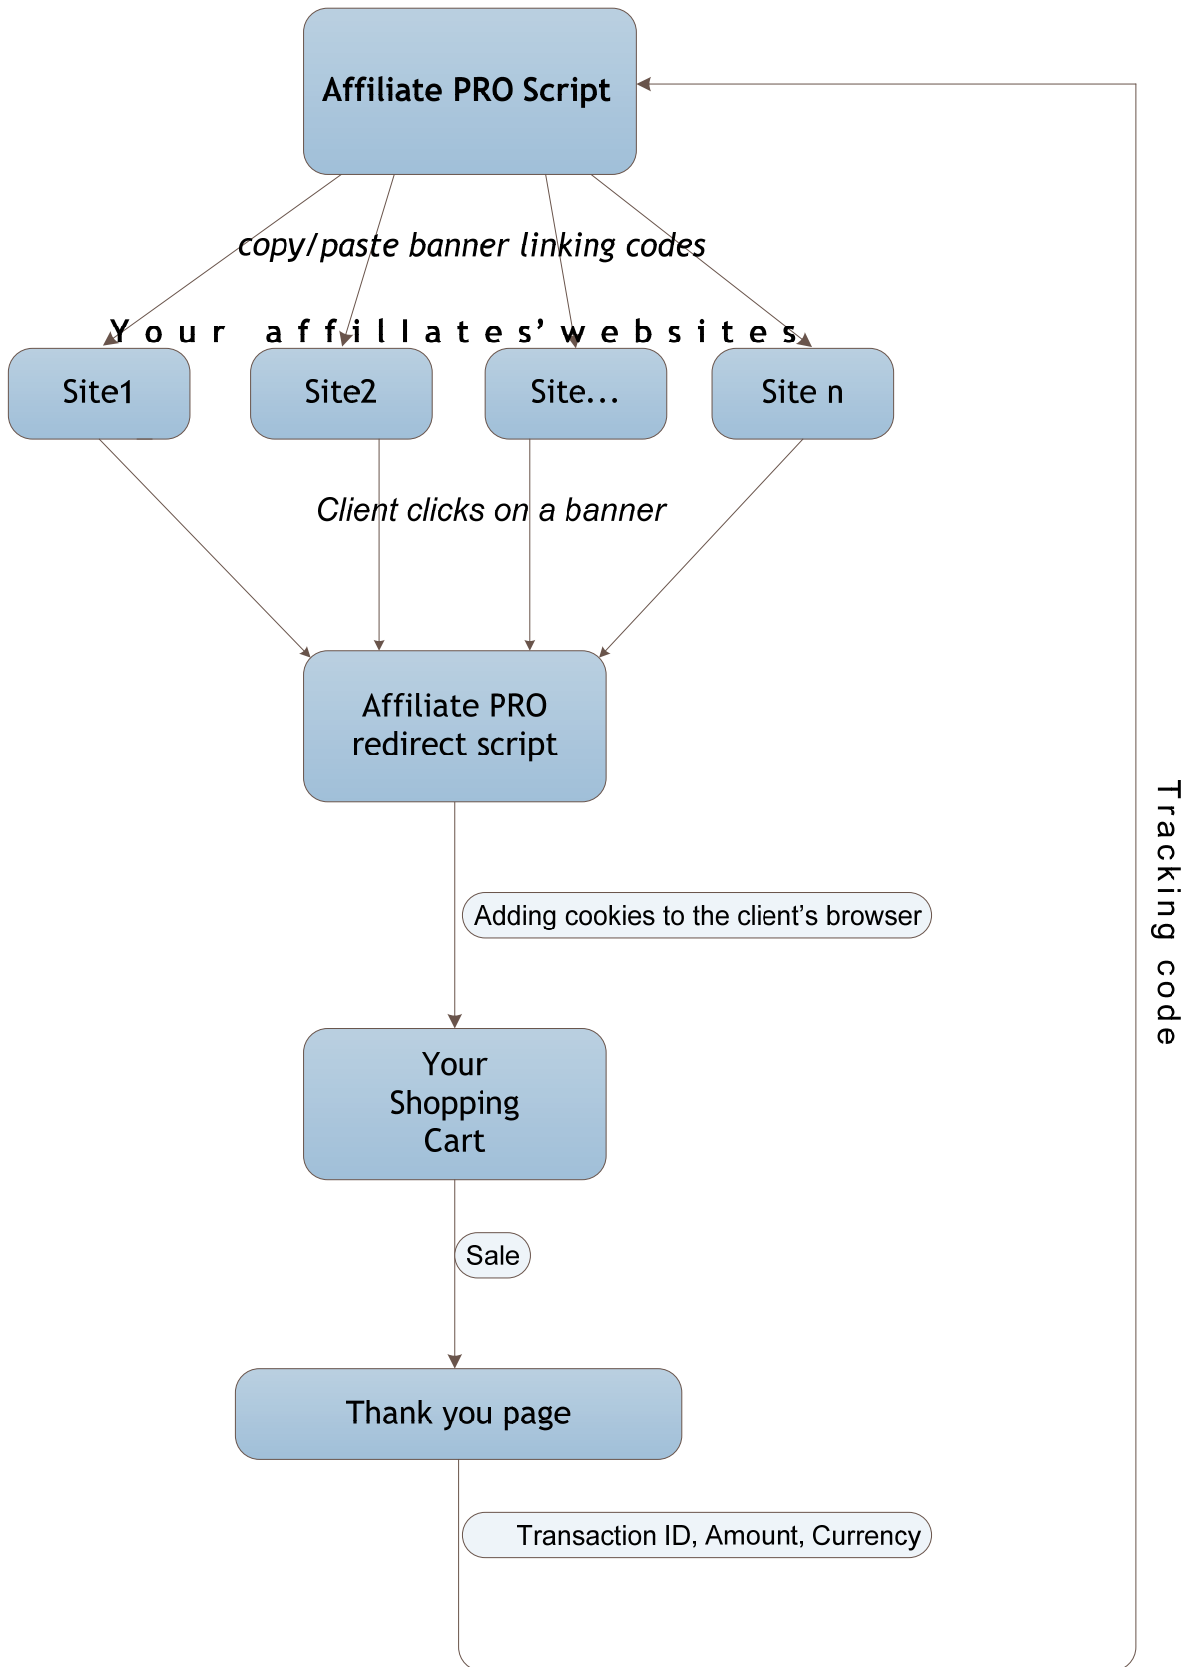 Affiliate PRO Script
copy/paste banner linking codes
Your affillates’websites
Site1
Site2
Site...
Site n
Client clicks on a banner
Affiliate PRO
redirect script
Adding cookies to the client’s browser
Your
Shopping
Cart
Sale
Thank you page
Transaction ID, Amount, Currency
Tracking code